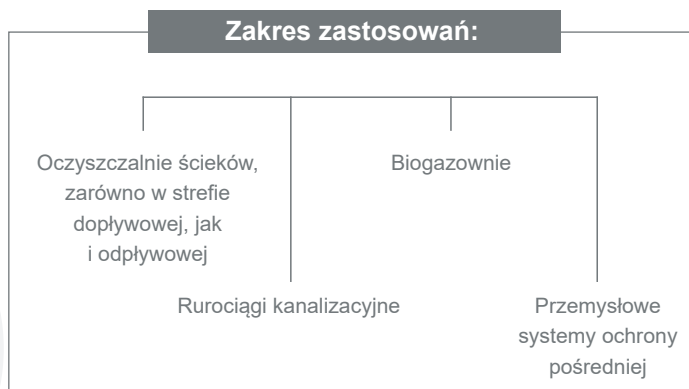 Zakres zastosowań:
Oczyszczalnie ścieków,
zarówno w strefie
dopływowej, jak
i odpływowej
Biogazownie
Rurociągi kanalizacyjne
Przemysłowe
systemy ochrony
pośredniej